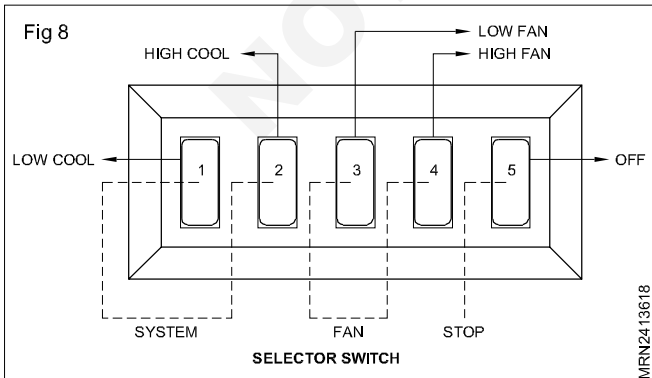 Fig 8
LOW FAN
HIGH COOL
HIGH FAN
LOW COOL
1
2
3
4
5
OFF
SYSTEM
FAN
STOP
SELECTOR SWITCH
MRN2413618
NO